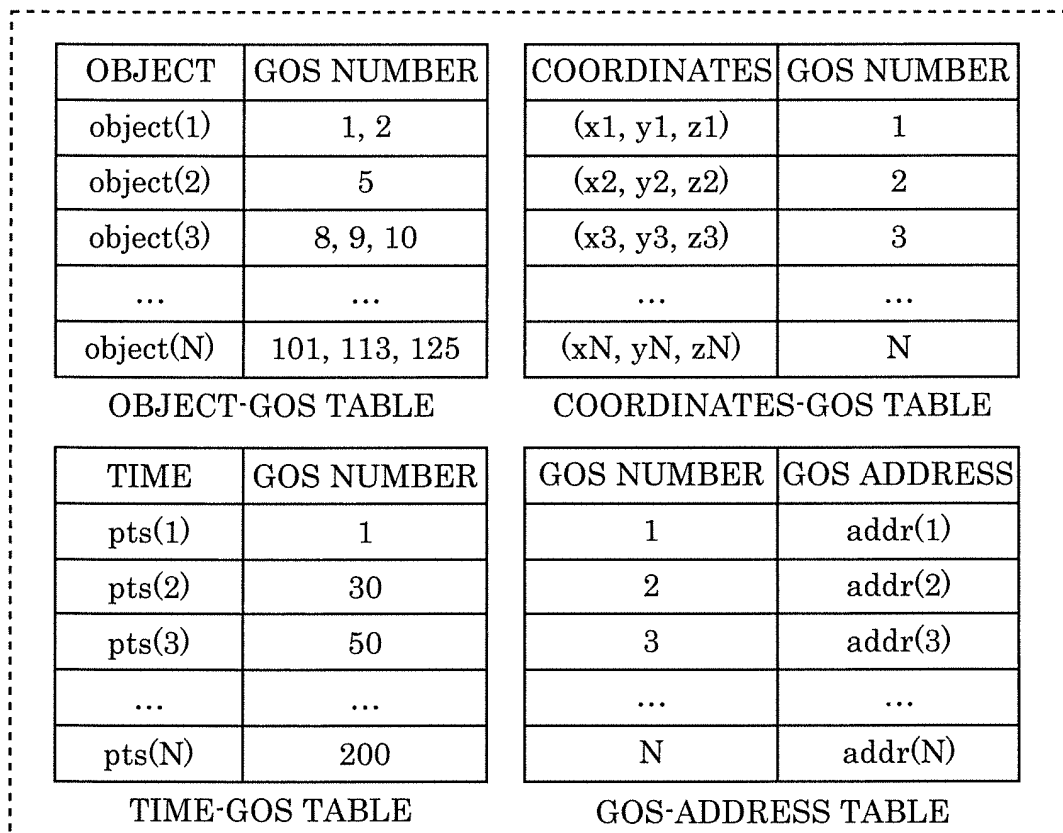 OBJECT GOS NUMBER
object(1) 1, 2
object(2) 5
object(3) 8, 9, 10
... ...
object(N) 101, 113, 125
OBJECT-GOS TABLE
COORDINATES GOS NUMBER
(x1, y1, z1) 1
(x2, y2, z2) 2
(x3, y3, z3) 3
... ...
(xN, yN, zN) N
COORDINATES-GOS TABLE
TIME GOS NUMBER
pts(1) 1
pts(2) 30
pts(3) 50
... ...
pts(N) 200
TIME-GOS TABLE
GOS NUMBER GOS ADDRESS
1 addr(1)
2 addr(2)
3 addr(3)
... ...
N addr(N)
GOS-ADDRESS TABLE